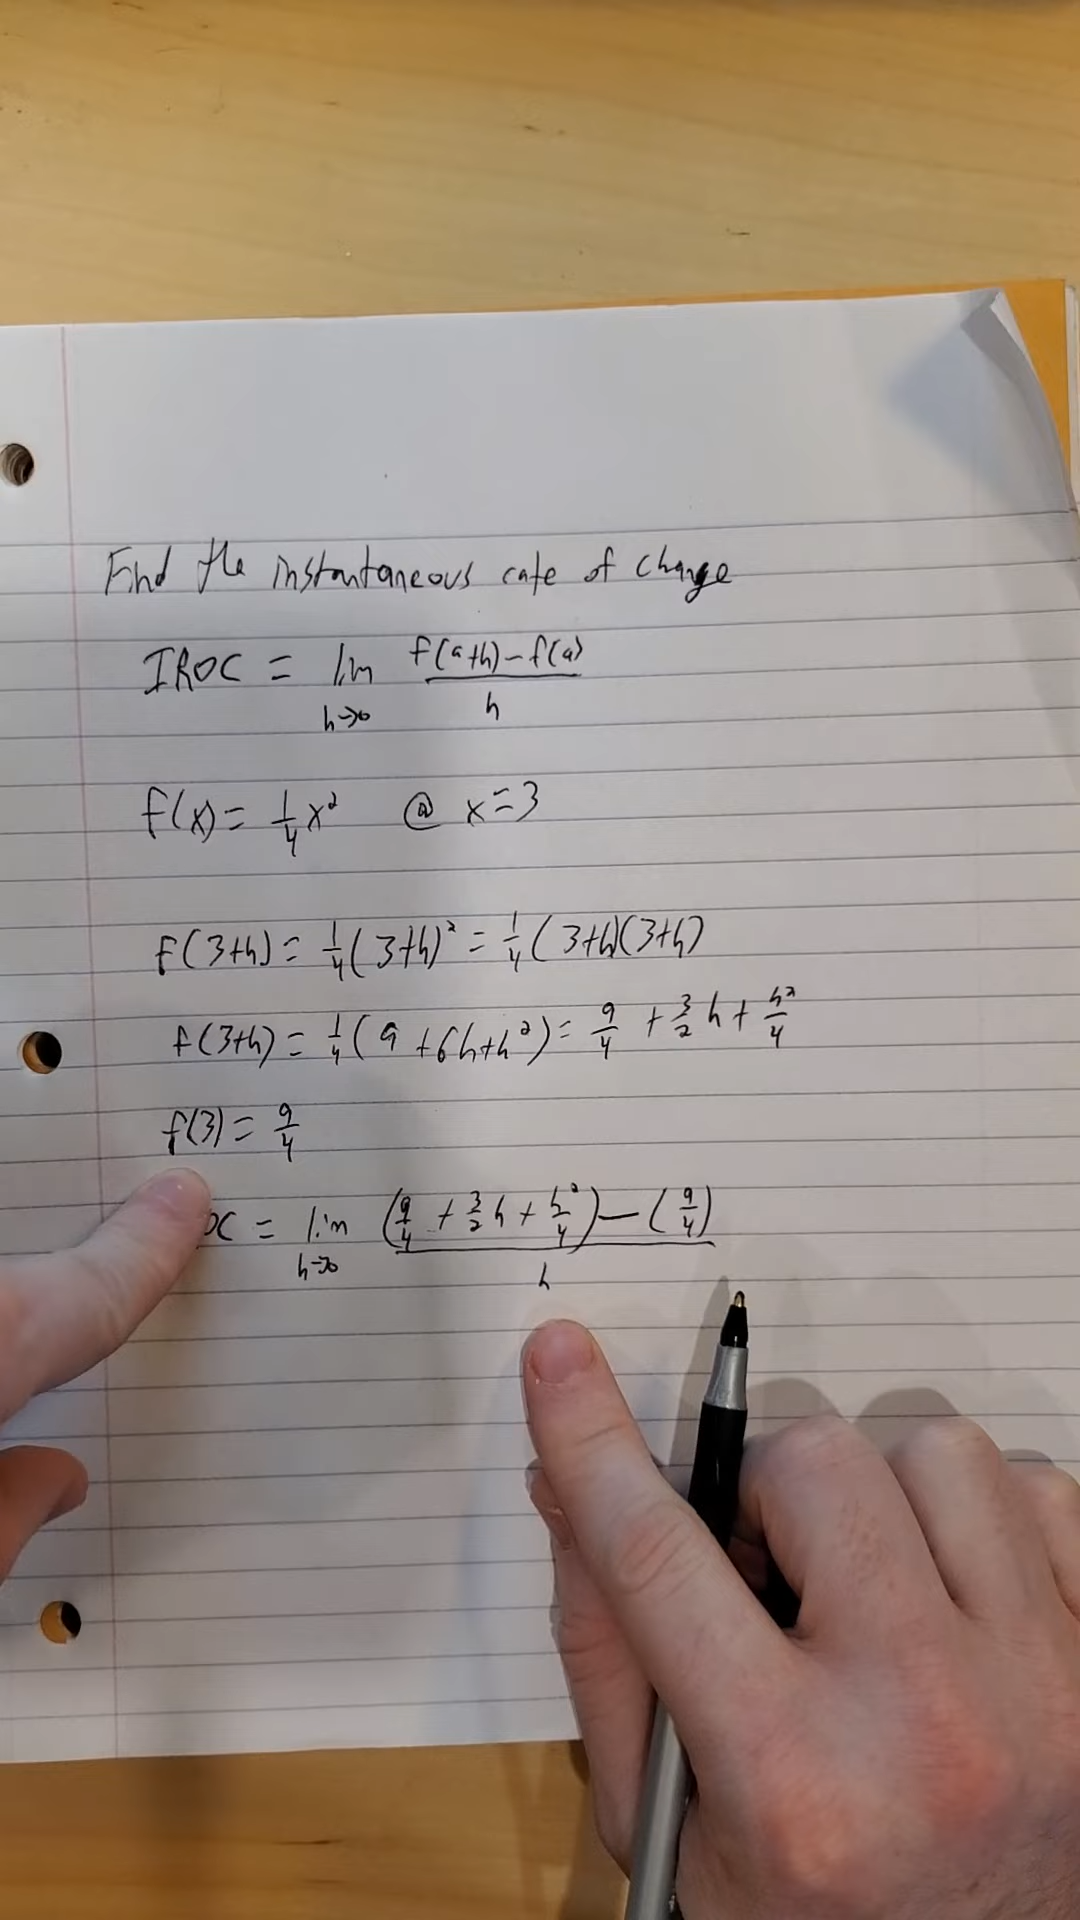 Find the instantaneous rate of change
IROC = lim h→0 (f(a+h)-f(a))/h
f(x) = 1/4 x² @ x=3
f(3+h) = 1/4(3+h)² = 1/4(3+h)(3+h)
f(3+h) = 1/4(9+6h+h²) = 9/4 + 3/2 h + h²/4
f(3) = 9/4
OC = lim h→0 ((9/4 + 3/2 h + h²/4) - (9/4))/h